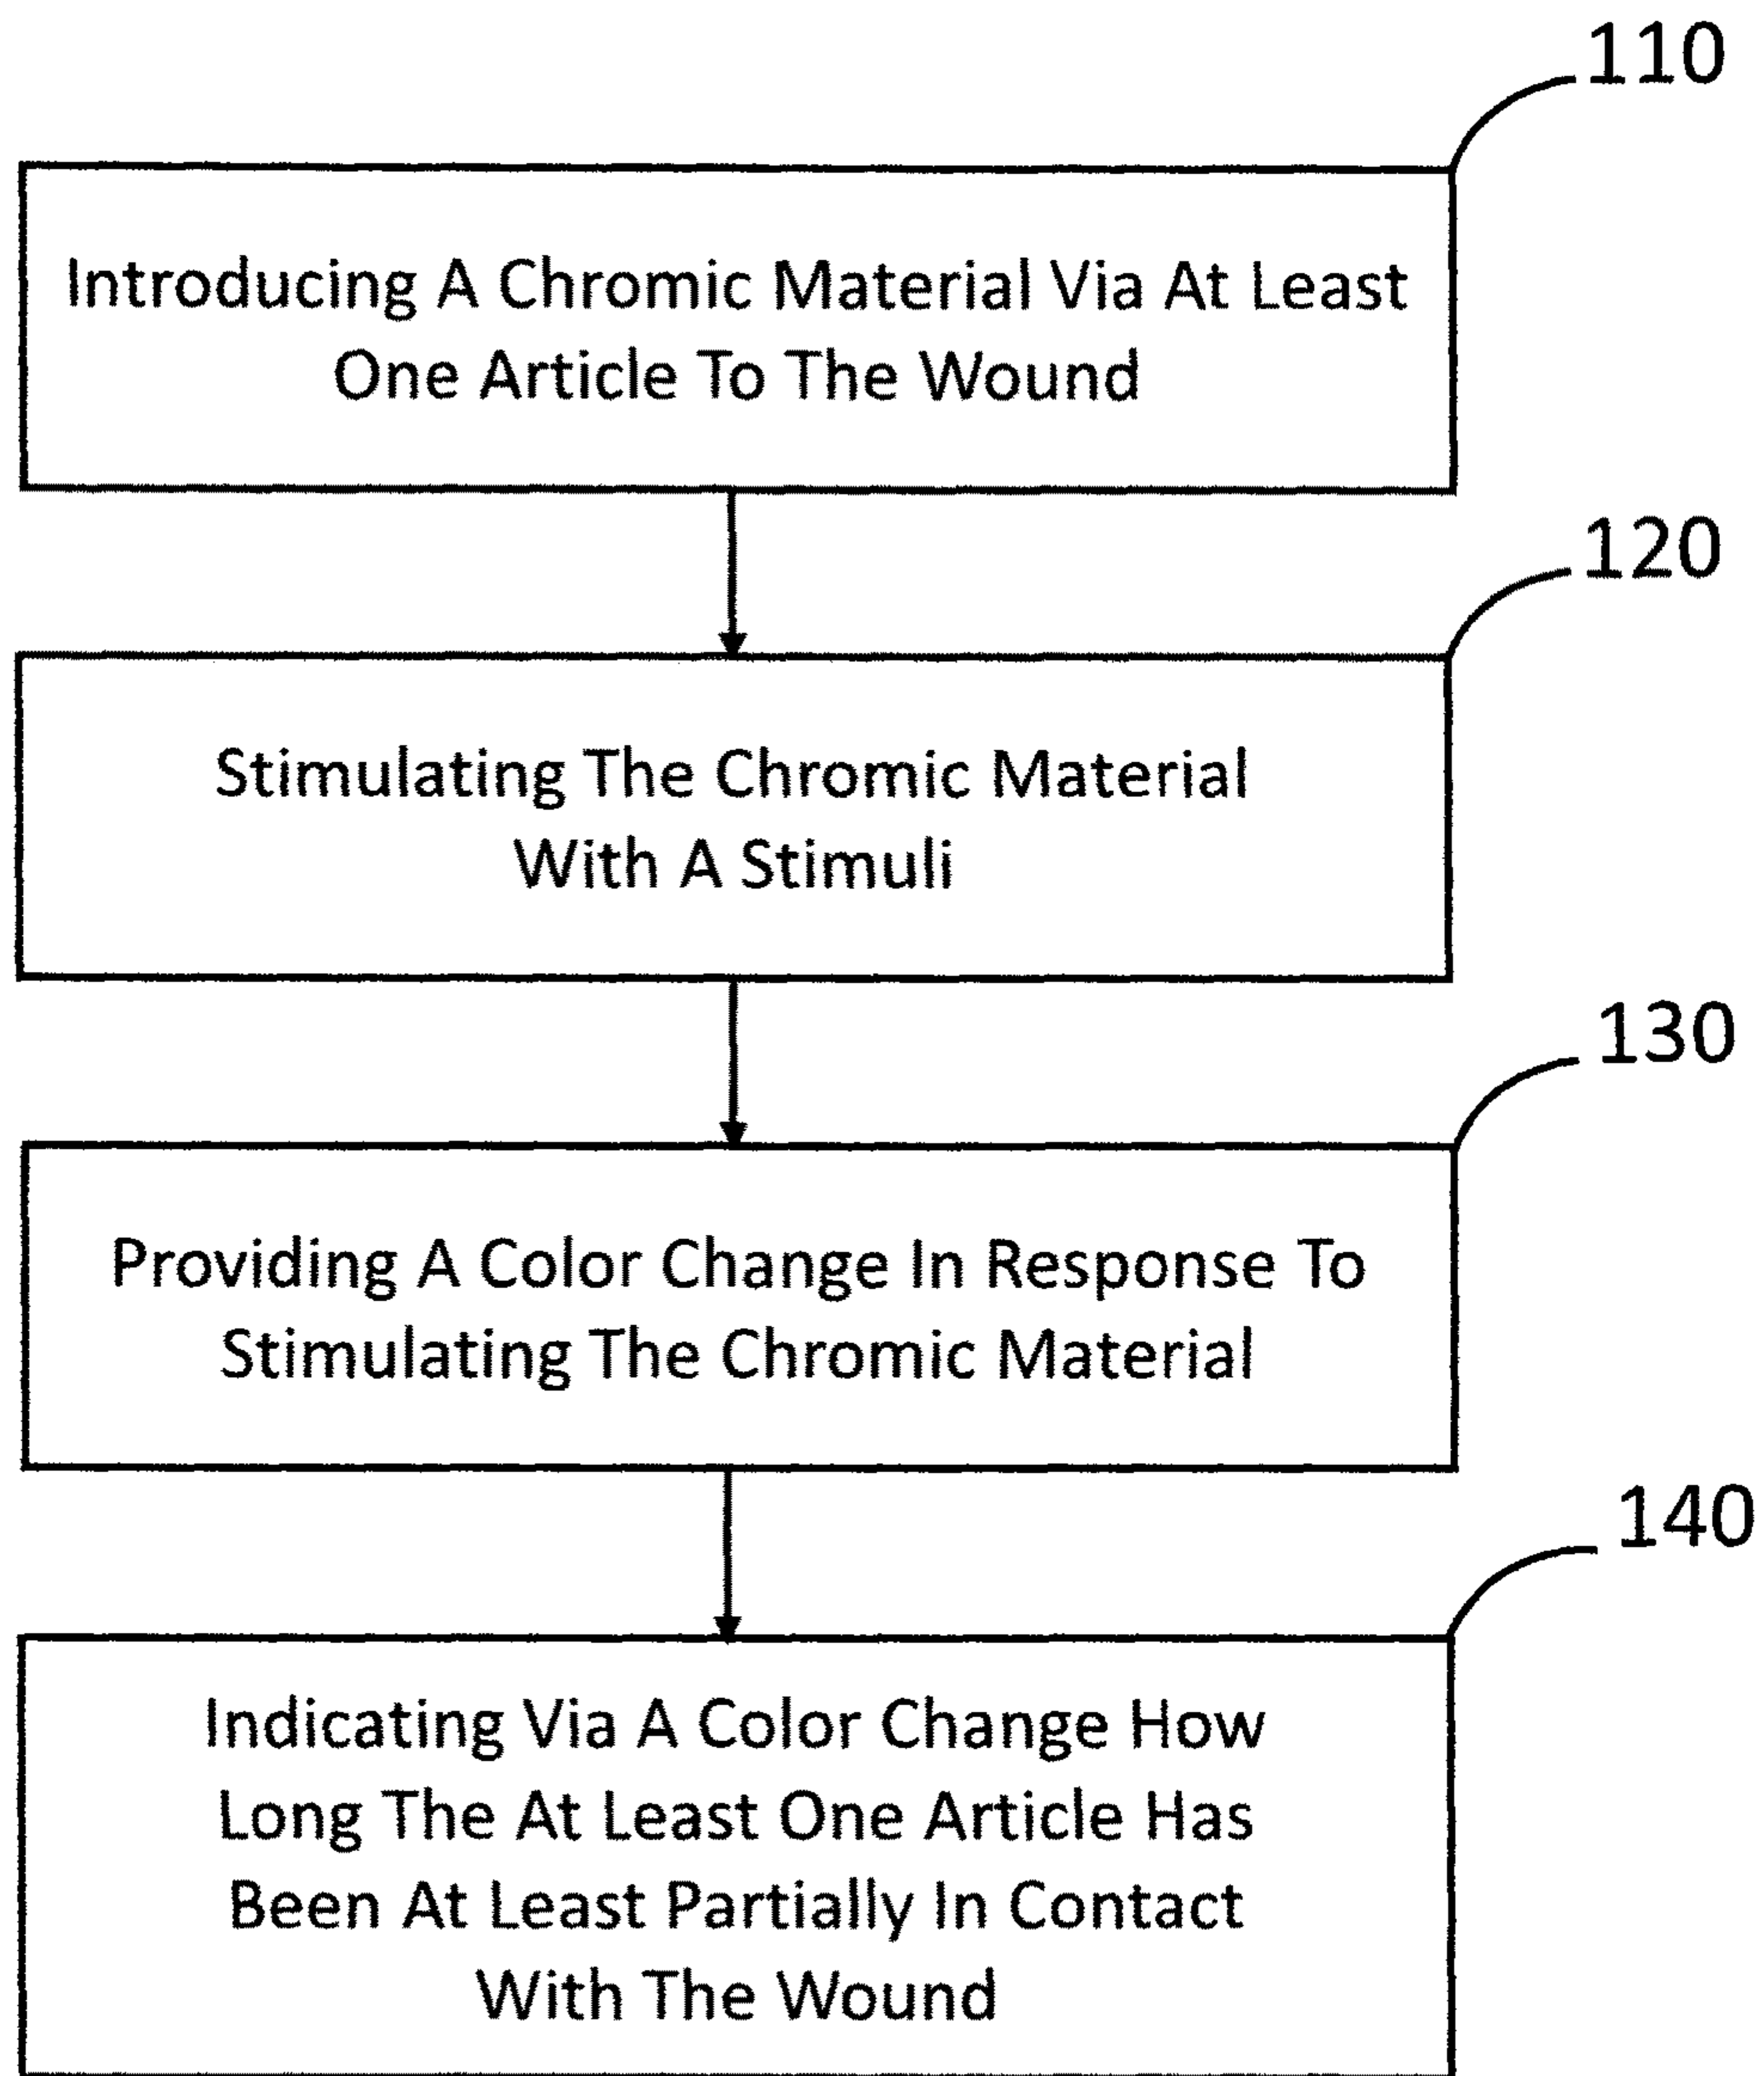 110
Introducing A Chromic Material Via At Least
One Article To The Wound
120
Stimulating The Chromic Material
With A Stimuli
130
Providing A Color Change In Response To
Stimulating The Chromic Material
140
Indicating Via A Color Change How
Long The At Least One Article Has
Been At Least Partially In Contact
With The Wound